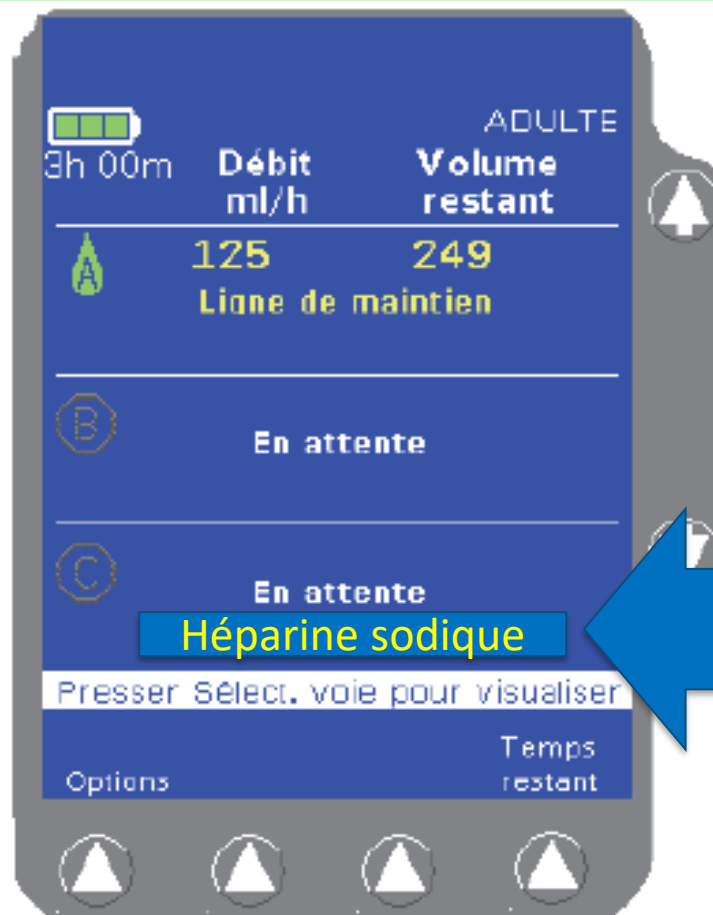 ADULTE
3h 00m Débit Volume
ml/h restant
A 125 249
Ligne de maintien
B
En attente
C
En attente
Héparine sodique
Presser Sélect. voie pour visualiser
Temps
Options restant